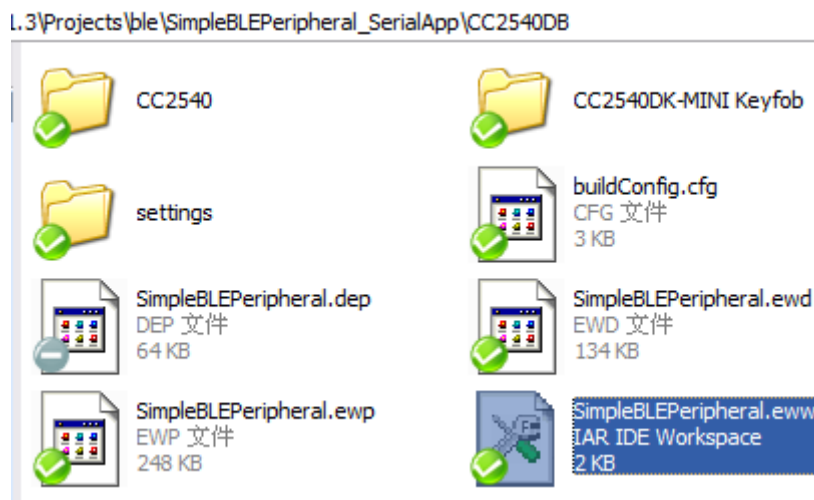 1.3\Projects\ble\SimpleBLEPeripheral_SerialApp\CC2540DB
CC2540
CC2540DK-MINI Keyfob
settings
buildConfig.cfg
CFG 文件
3 KB
SimpleBLEPeripheral.dep
DEP 文件
64 KB
SimpleBLEPeripheral.ewd
EWD 文件
134 KB
SimpleBLEPeripheral.ewp
EWP 文件
248 KB
SimpleBLEPeripheral.eww
IAR IDE Workspace
2 KB